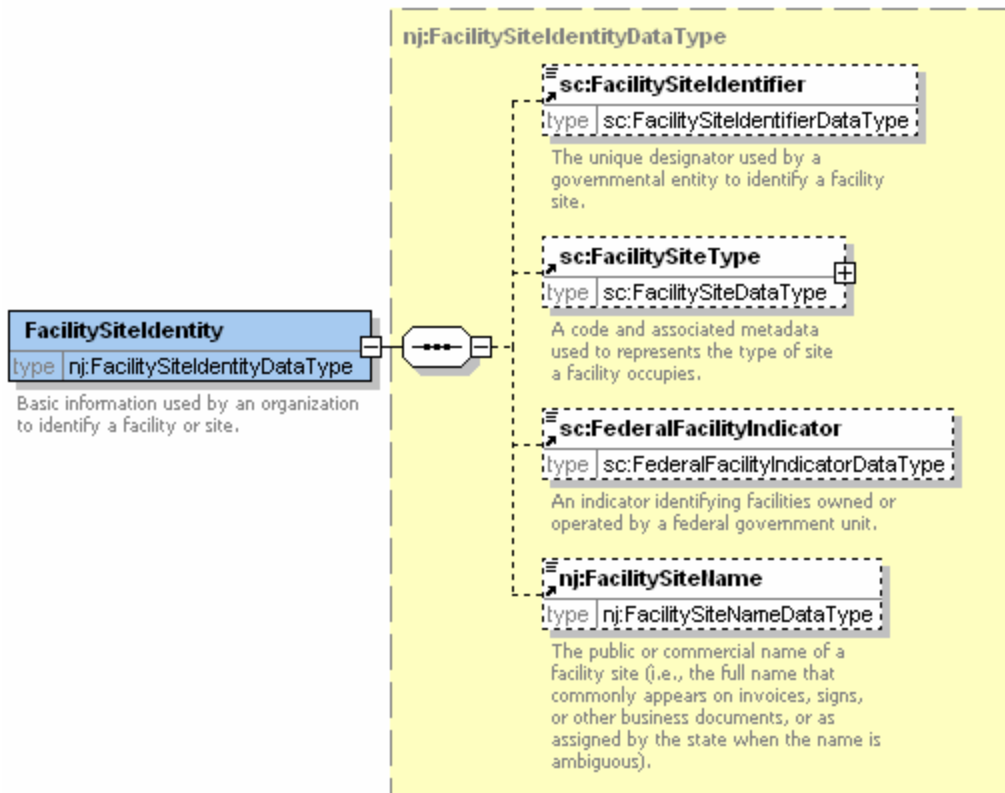 nj:FacilitySiteIdentityDataType
sc:FacilitySiteIdentifier
type sc:FacilitySiteIdentifierDataType
The unique designator used by a
governmental entity to identify a facility
site.
sc:FacilitySiteType
type sc:FacilitySiteDataType
A code and associated metadata
used to represents the type of site
a facility occupies.
FacilitySiteIdentity
type nj:FacilitySiteIdentityDataType
Basic information used by an organization
to identify a facility or site.
sc:FederalFacilityIndicator
type sc:FederalFacilityIndicatorDataType
An indicator identifying facilities owned or
operated by a federal government unit.
nj:FacilitySiteName
type nj:FacilitySiteNameDataType
The public or commercial name of a
facility site (i.e., the full name that
commonly appears on invoices, signs,
or other business documents, or as
assigned by the state when the name is
ambiguous).